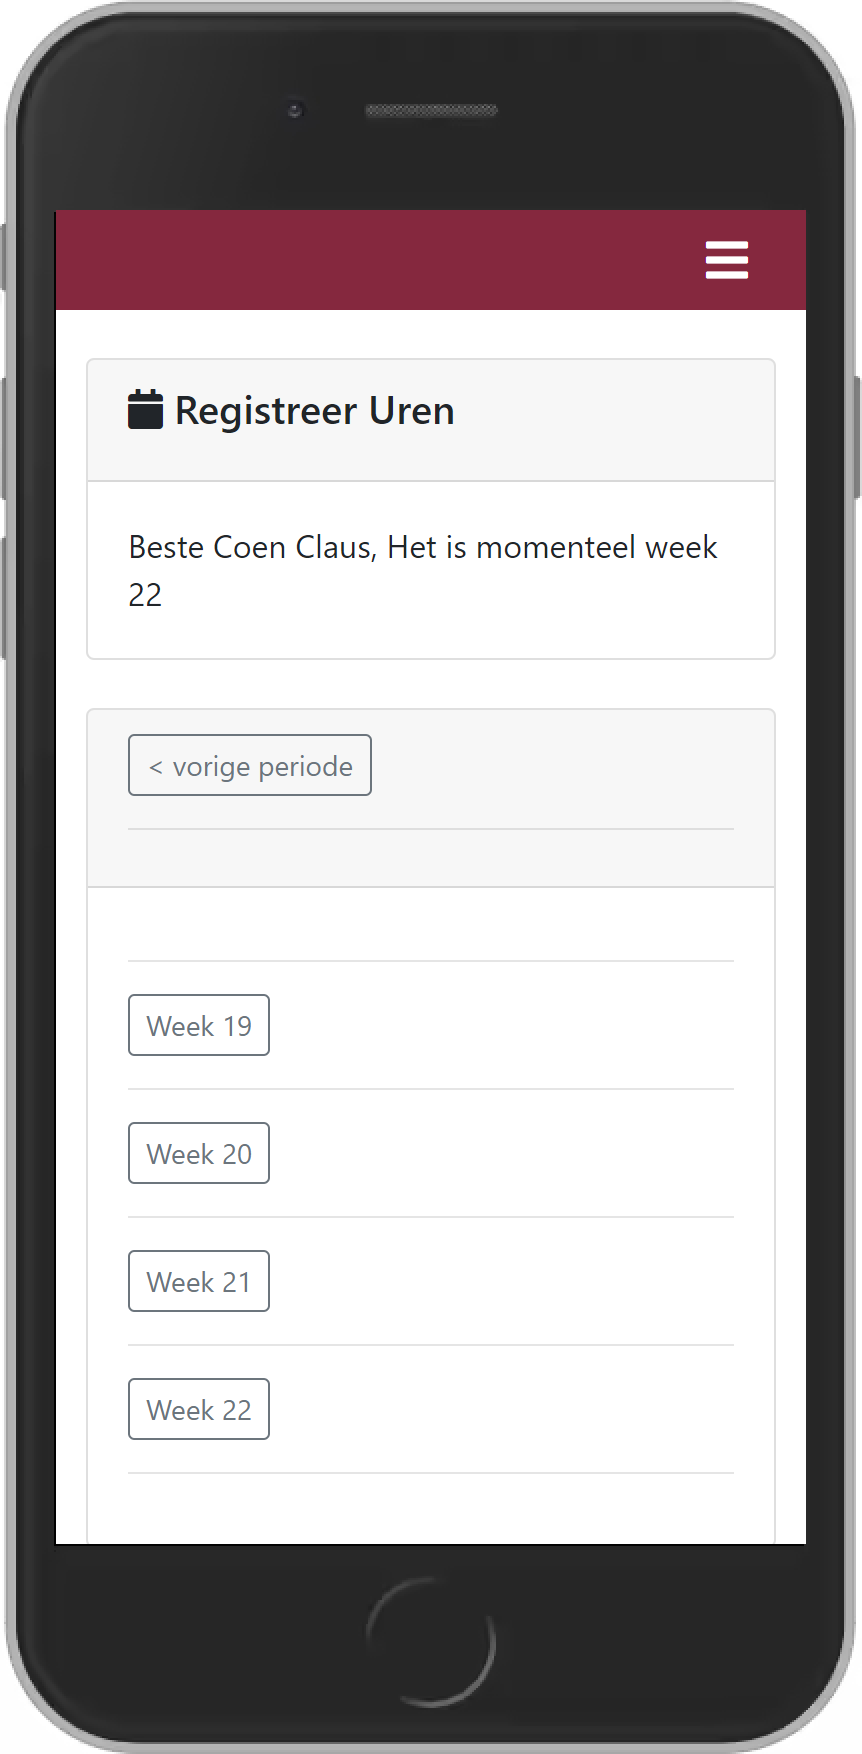 Registreer Uren
Beste Coen Claus, Het is momenteel week
22
< vorige periode
Week 19
Week 20
Week 21
Week 22